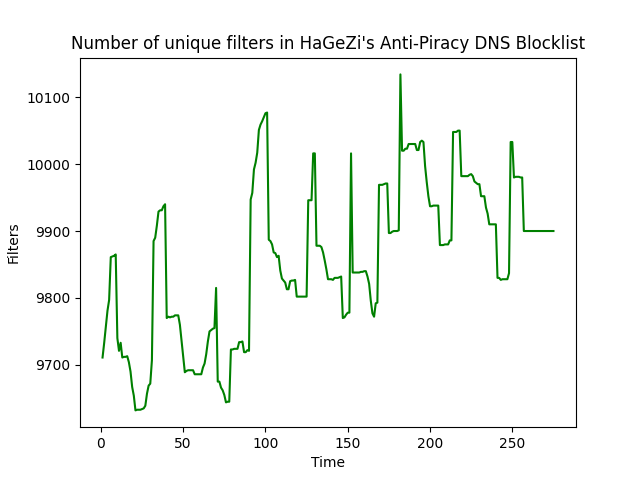 Number of unique filters in HaGeZi's Anti-Piracy DNS Blocklist
10100
10000
9900
9800
9700
Filters
0 50 100 150 200 250
Time